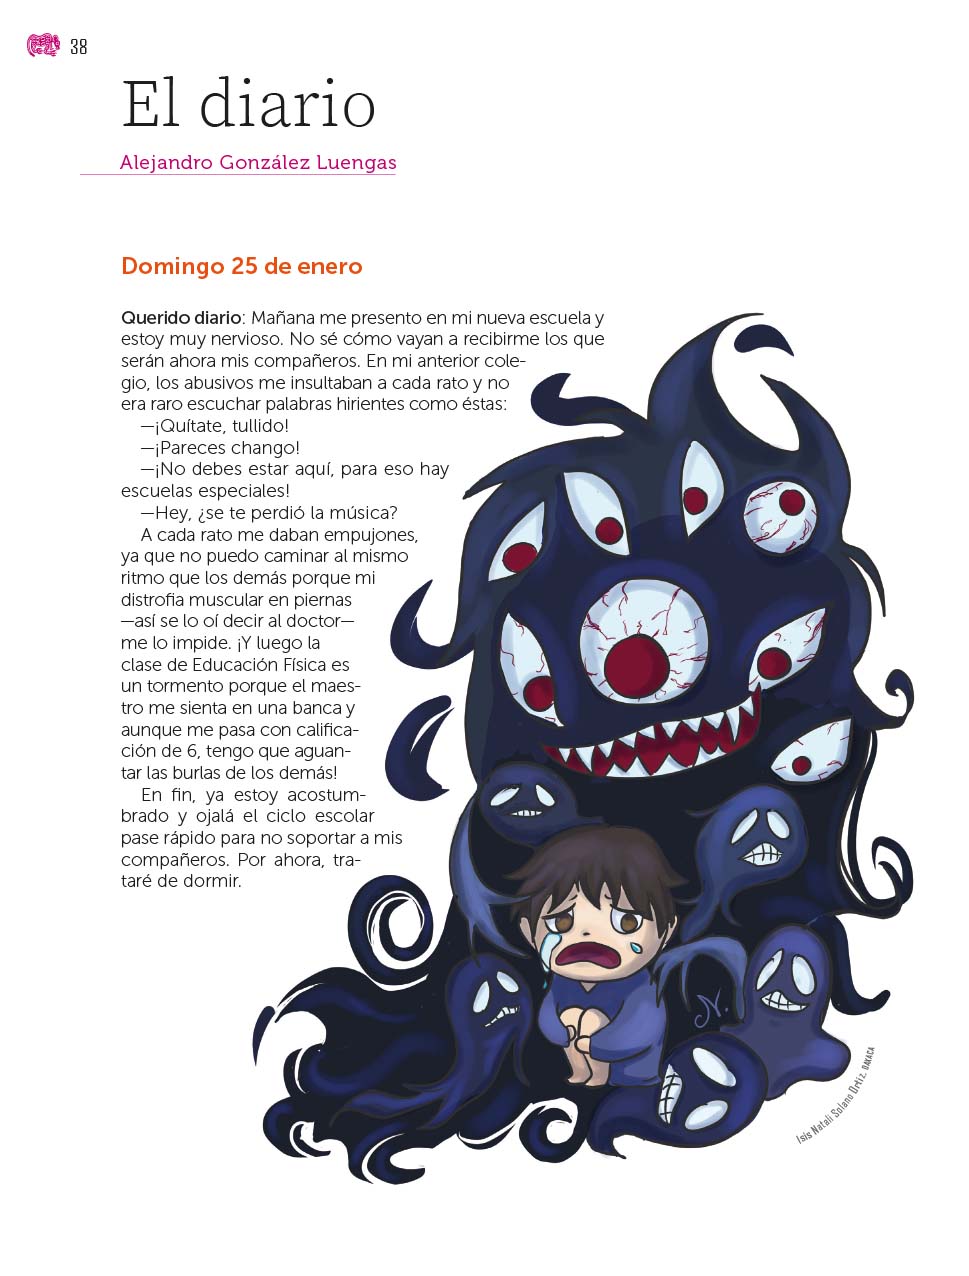 38
El diario
Alejandro González Luengas
Domingo 25 de enero
Querido diario: Mañana me presento en mi nueva escuela y
estoy muy nervioso. No sé cómo vayan a recibirme los que
serán ahora mis compañeros. En mi anterior cole-
gio, los abusivos me insultaban a cada rato y no
era raro escuchar palabras hirientes como éstas:
—¡Quítate, tullido!
—¡Pareces chango!
—¡No debes estar aquí, para eso hay
escuelas especiales!
—Hey, ¿se te perdió la música?
A cada rato me daban empujones,
ya que no puedo caminar al mismo
ritmo que los demás porque mi
distrofia muscular en piernas
—así se lo oí decir al doctor—
me lo impide. ¡Y luego la
clase de Educación Física es
un tormento porque el maes-
tro me sienta en una banca y
aunque me pasa con califica-
ción de 6, tengo que aguan-
tar las burlas de los demás!
En fin, ya estoy acostum-
brado y ojalá el ciclo escolar
pase rápido para no soportar a mis
compañeros. Por ahora, tra-
taré de dormir.
N.
Isis Natali Solano Ortiz. OAXACA